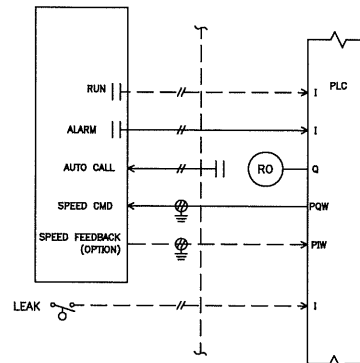 RUN
I PLC
ALARM
I
AUTO CALL
RO
Q
SPEED CMD
PQW
SPEED FEEDBACK
(OPTION)
PIW
LEAK
I